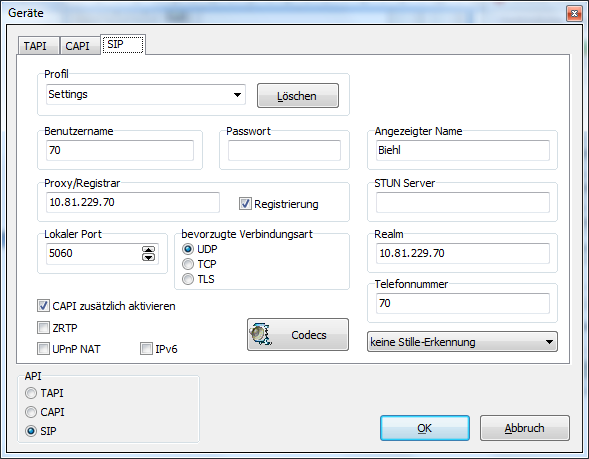 Geräte
TAPI CAPI SIP
Profil
Settings Löschen
Benutzername Passwort Angezeigter Name
70 Biehl
Proxy/Registrar STUN Server
10.81.229.70 Registrierung
Lokaler Port bevorzugte Verbindungsart Realm
5060 UDP 10.81.229.70
TCP
TLS
Telefonnummer
CAPI zusätzlich aktivieren 70
ZRTP Codecs
UPnP NAT IPv6 keine Stille-Erkennung
API
TAPI
CAPI
SIP OK Abbruch